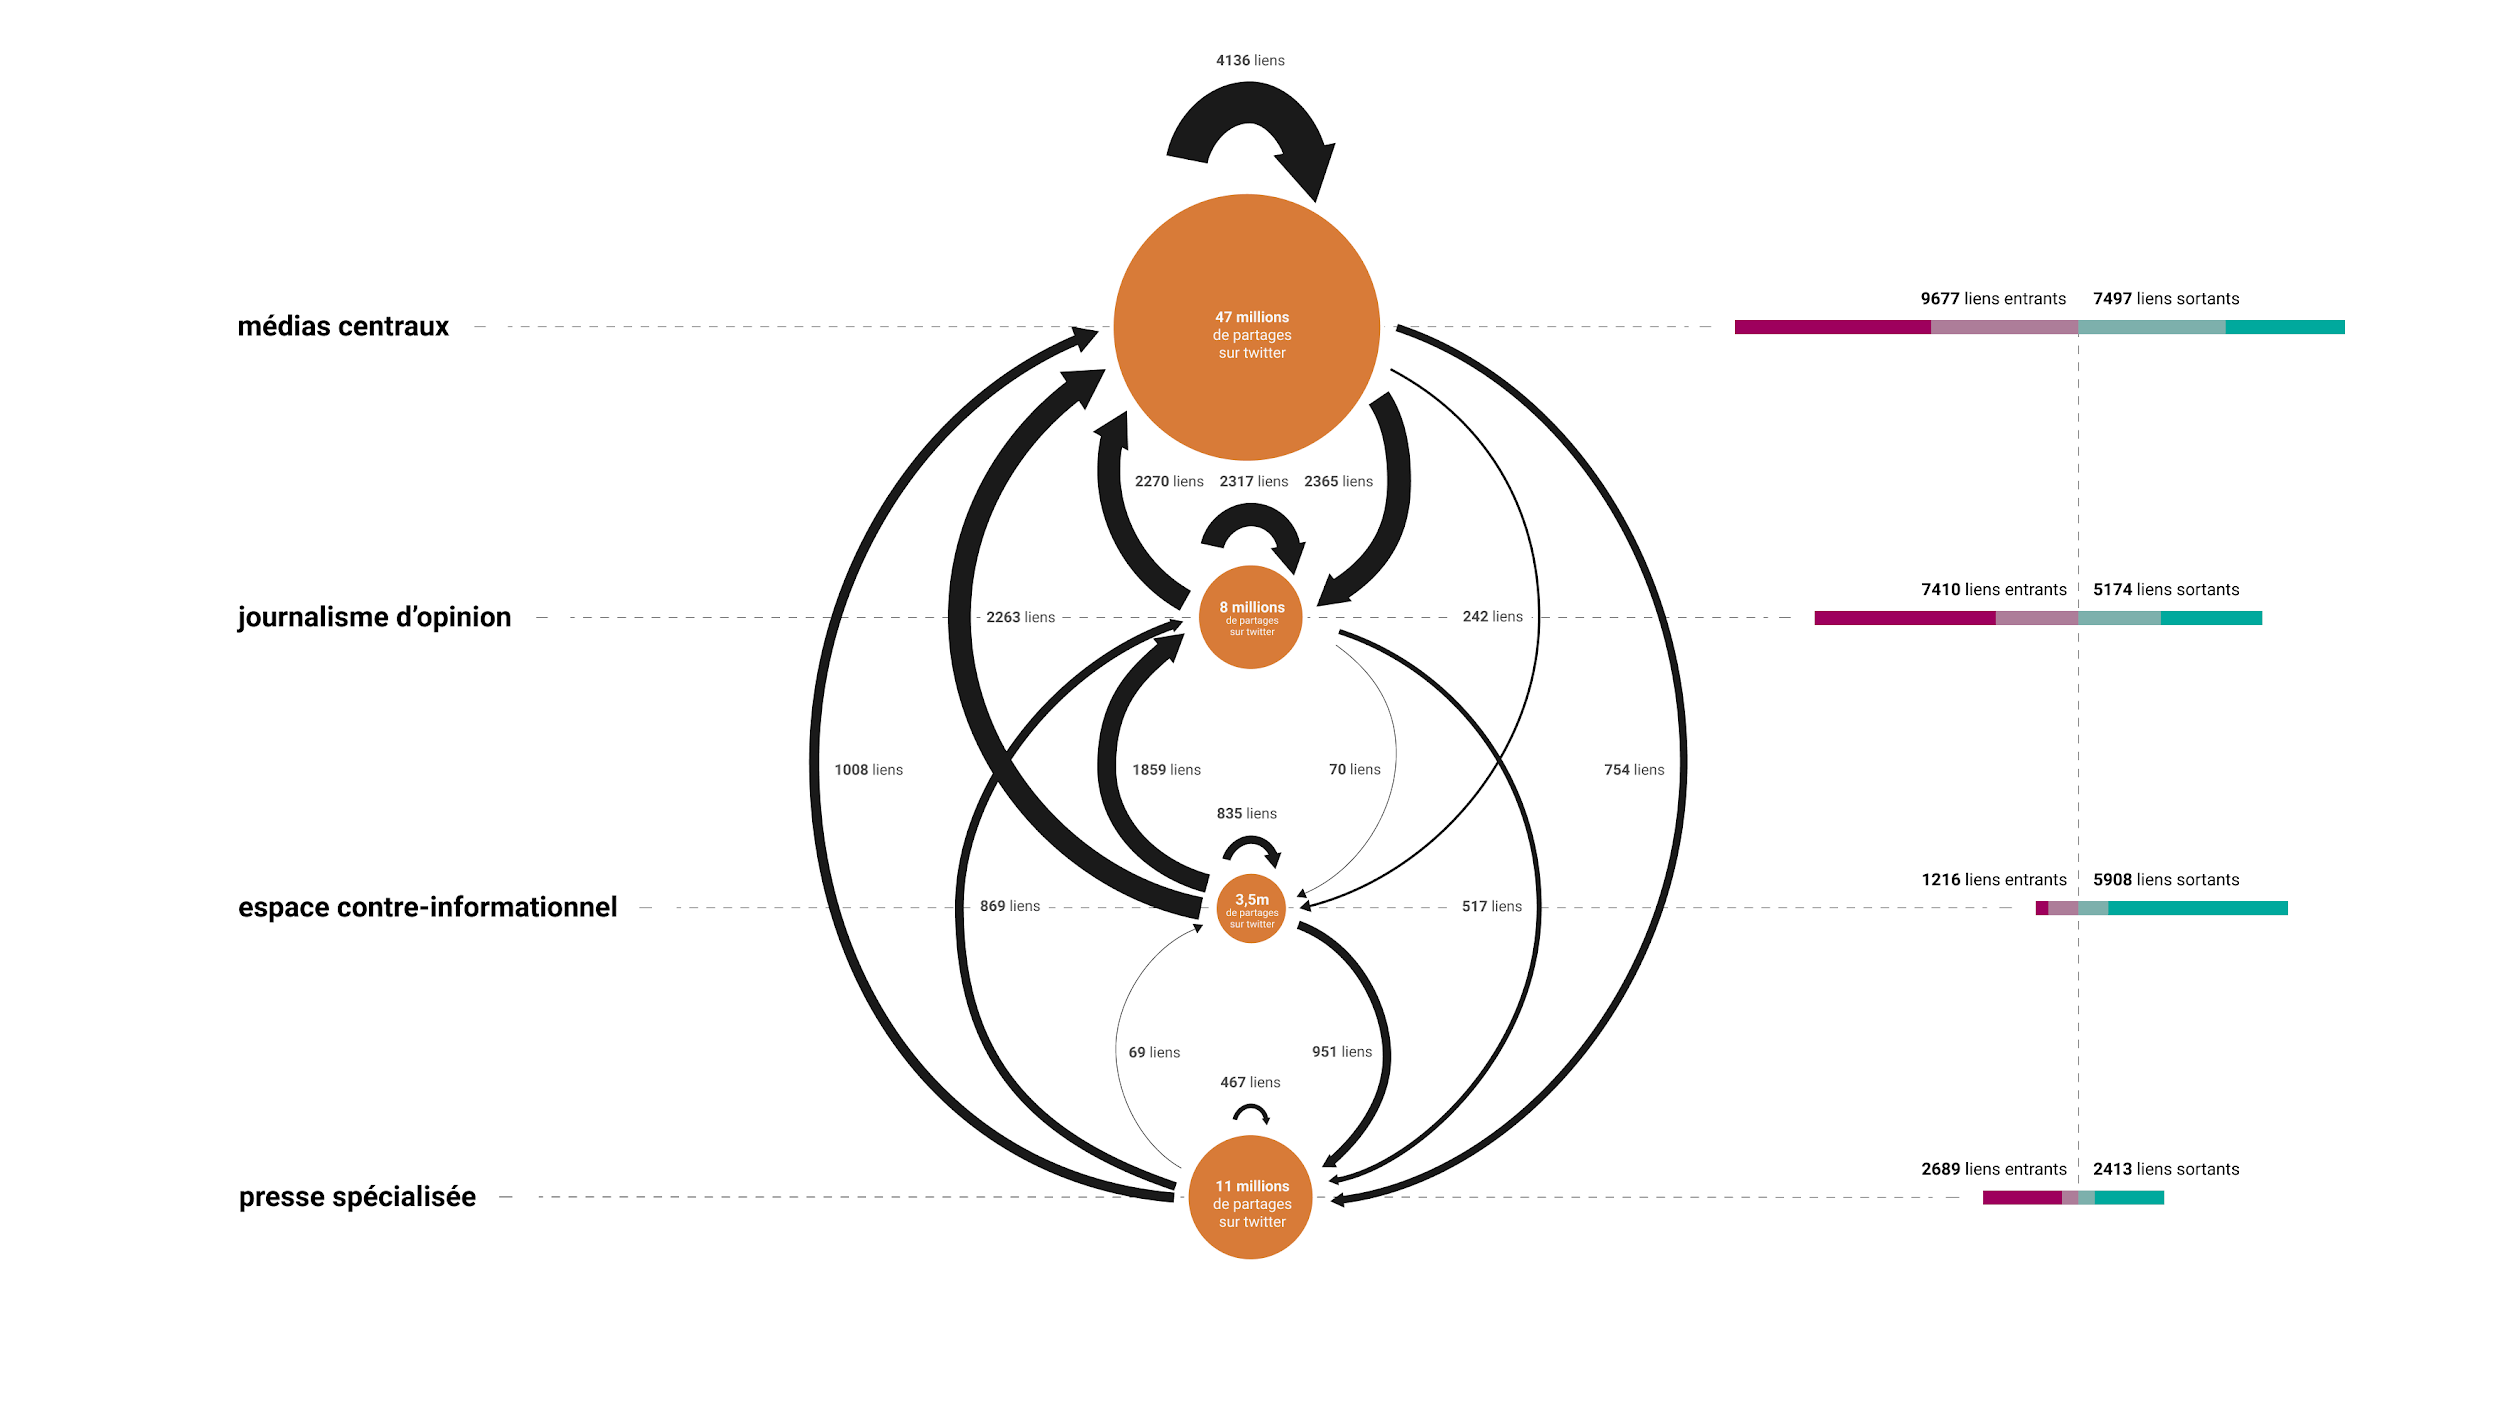 4136 liens
médias centraux
47 millions
de partages
sur twitter
9677 liens entrants
7497 liens sortants
2270 liens
2317 liens
2365 liens
journalisme d’opinion
2263 liens
8 millions
de partages
sur twitter
242 liens
7410 liens entrants
5174 liens sortants
1008 liens
1859 liens
70 liens
754 liens
835 liens
espace contre-informationnel
869 liens
3,5m
de partages
sur twitter
517 liens
1216 liens entrants
5908 liens sortants
69 liens
951 liens
467 liens
presse spécialisée
11 millions
de partages
sur twitter
2689 liens entrants
2413 liens sortants